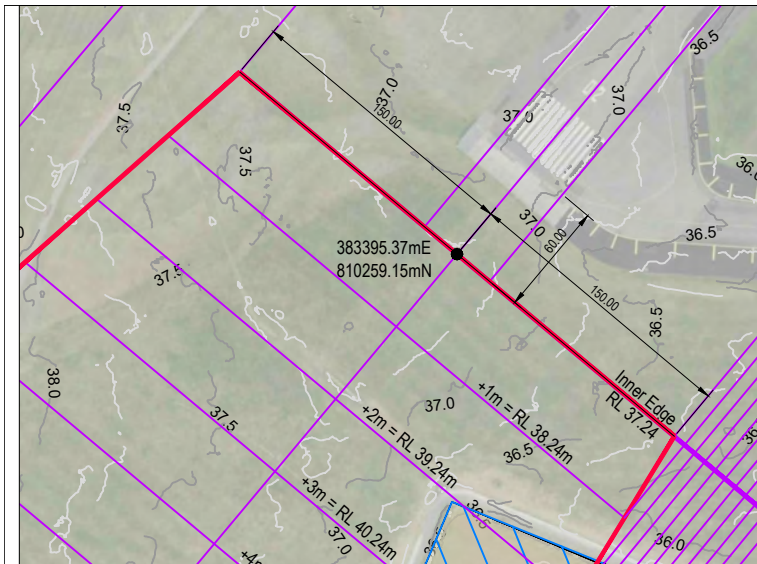 36.5
37.0
150.00
37.5
37.0
37.0
37.5
36.
37.0
36.5
60.00
383395.37mE
810259.15mN
37.5
150.00
36.5
38.0
Inner Edge
RL 37.24
37.0
+1m = RL 38.24m
37.5
+2m = RL 39.24m
36.5
+3m = RL 40.24m
37.0
36.0